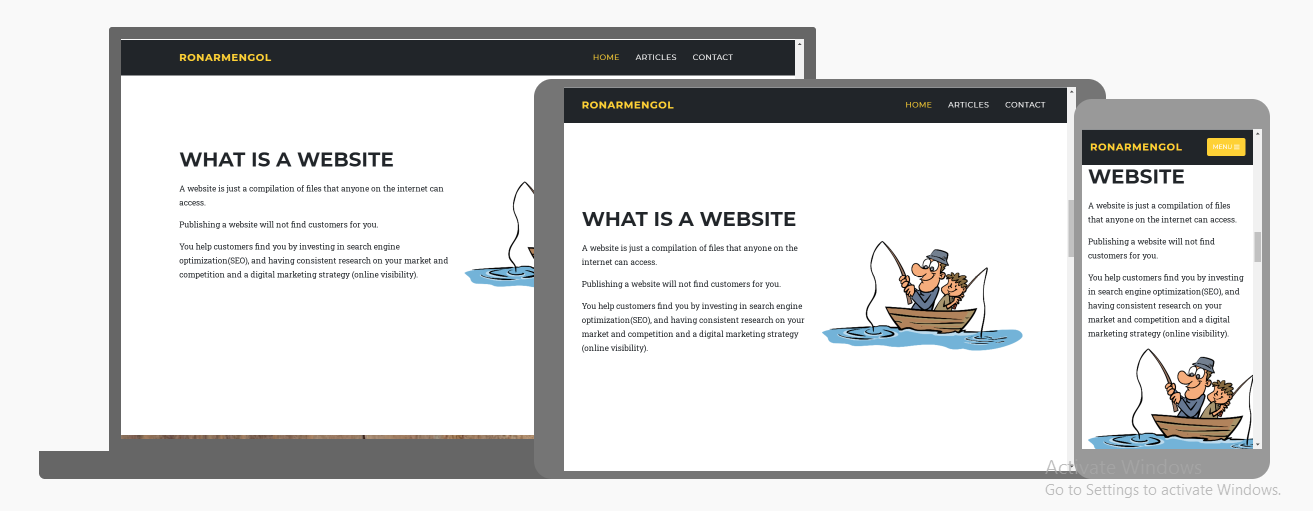 RONARMENGOL
HOME ARTICLES CONTACT
WHAT IS A WEBSITE
A website is just a compilation of files that anyone on the internet can
access.
Publishing a website will not find customers for you.
You help customers find you by investing in search engine
optimization(SEO), and having consistent research on your market and
competition and a digital marketing strategy (online visibility).
RONARMENGOL
HOME ARTICLES CONTACT
WHAT IS A WEBSITE
A website is just a compilation of files that anyone on the
internet can access.
Publishing a website will not find customers for you.
You help customers find you by investing in search engine
optimization(SEO), and having consistent research on your
market and competition and a digital marketing strategy
(online visibility).
RONARMENGOL
MENU
WEBSITE
A website is just a compilation of files
that anyone on the internet can access.
Publishing a website will not find
customers for you.
You help customers find you by investing
in search engine optimization(SEO), and
having consistent research on your
market and competition and a digital
marketing strategy (online visibility).
Activate Windows
Go to Settings to activate Windows.